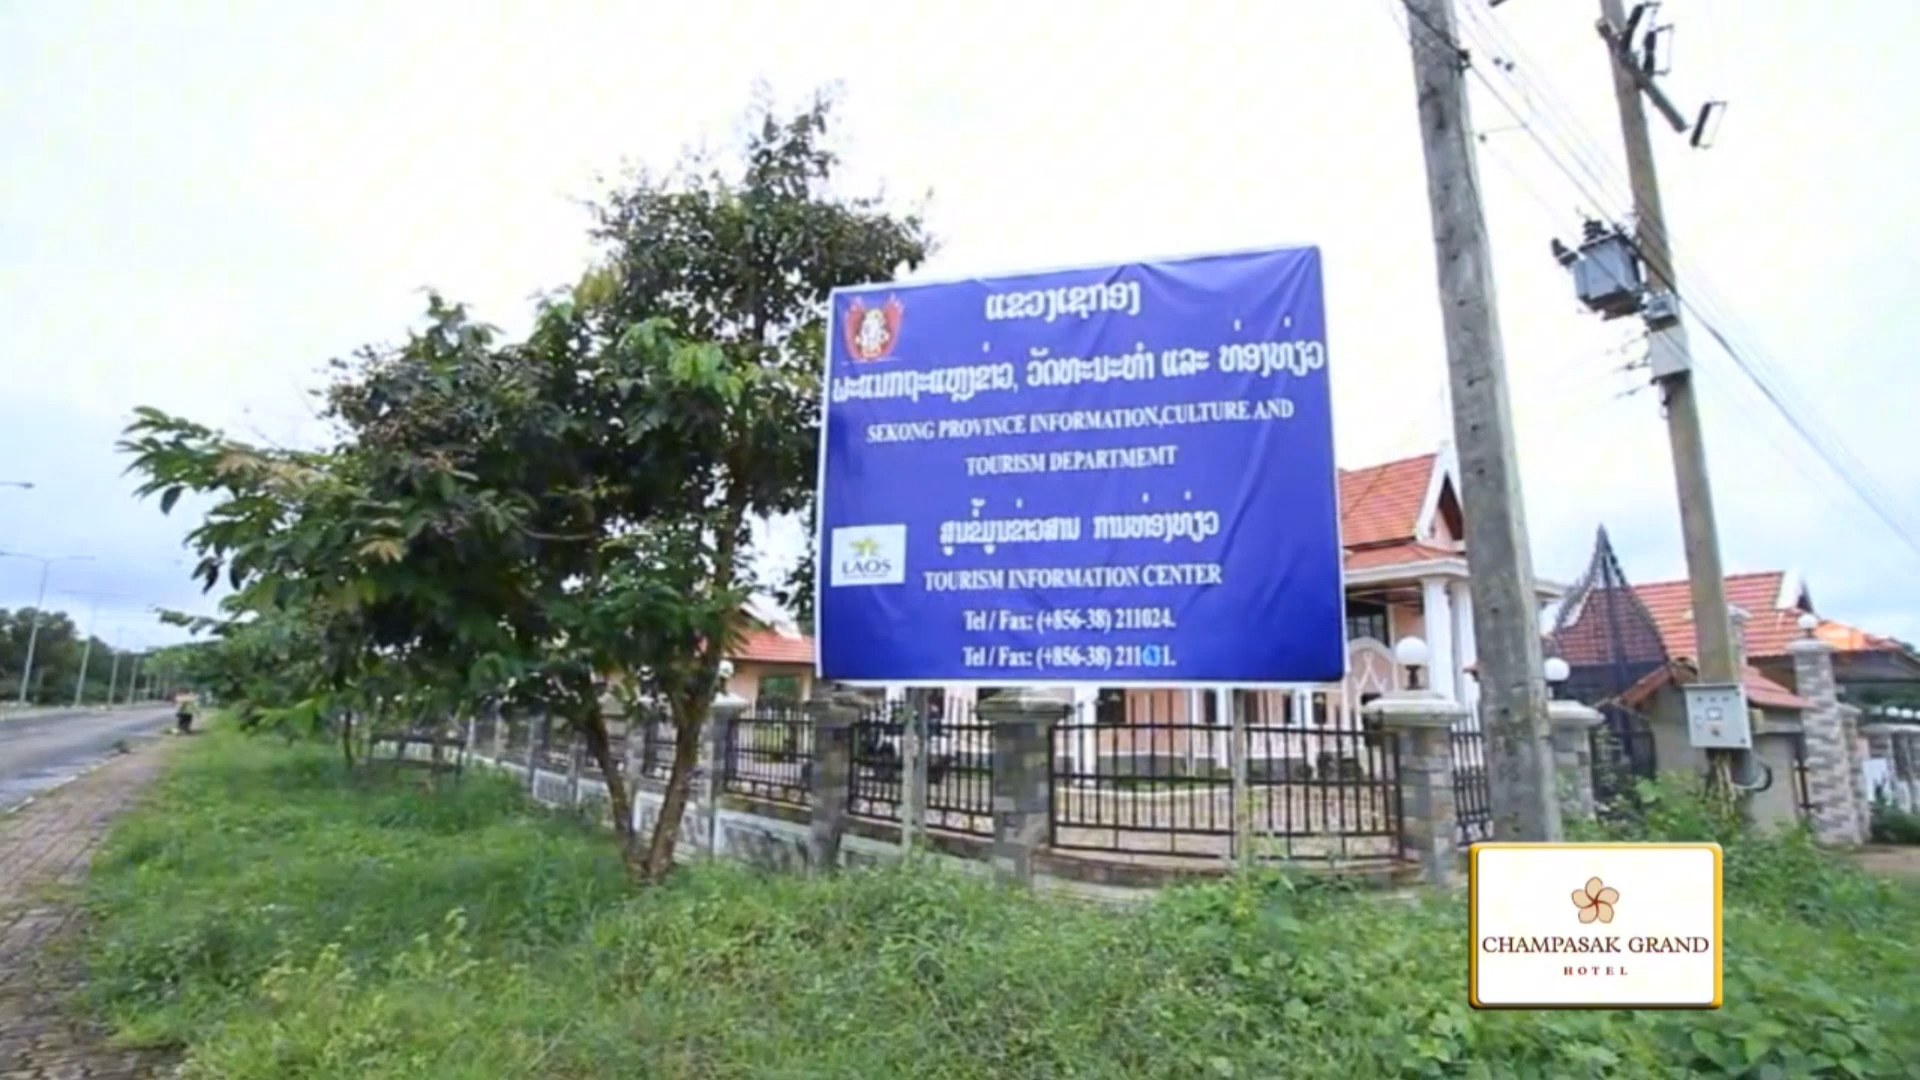 ແຂວງເຊກອງ
ພະແນກຖະແຫຼງຂ່າວ, ວັດທະນະທຳ ແລະ ທ່ອງທ່ຽວ
SEKONG PROVINCE INFORMATION,CULTURE AND
TOURISM DEPARTMEMT
ສູນຂໍ້ມູນຂ່າວສານ ການທ່ອງທ່ຽວ
LAOS
TOURISM INFORMATION CENTER
Tel / Fax: (+856-38) 211024.
Tel / Fax: (+856-38)
CHAMPASAK GRAND
HOTEL